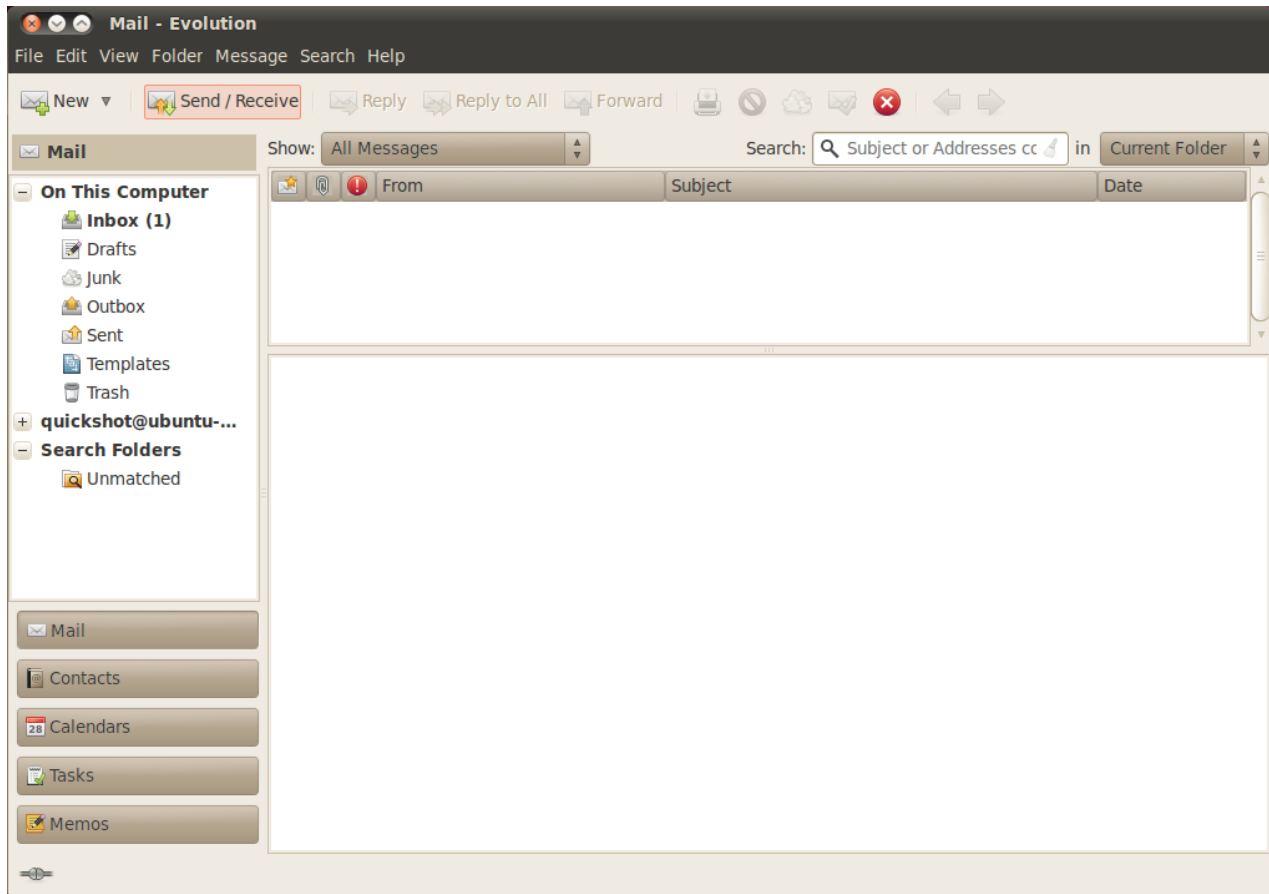 Mail - Evolution
File Edit View Folder Message Search Help
New Send / Receive Reply Reply to All Forward
Mail
Show: All Messages Search: Subject or Addresses cc in Current Folder
From Subject Date
On This Computer
Inbox (1)
Drafts
Junk
Outbox
Sent
Templates
Trash
quickshot@ubuntu-...
Search Folders
Unmatched
Mail
Contacts
28 Calendars
Tasks
Memos